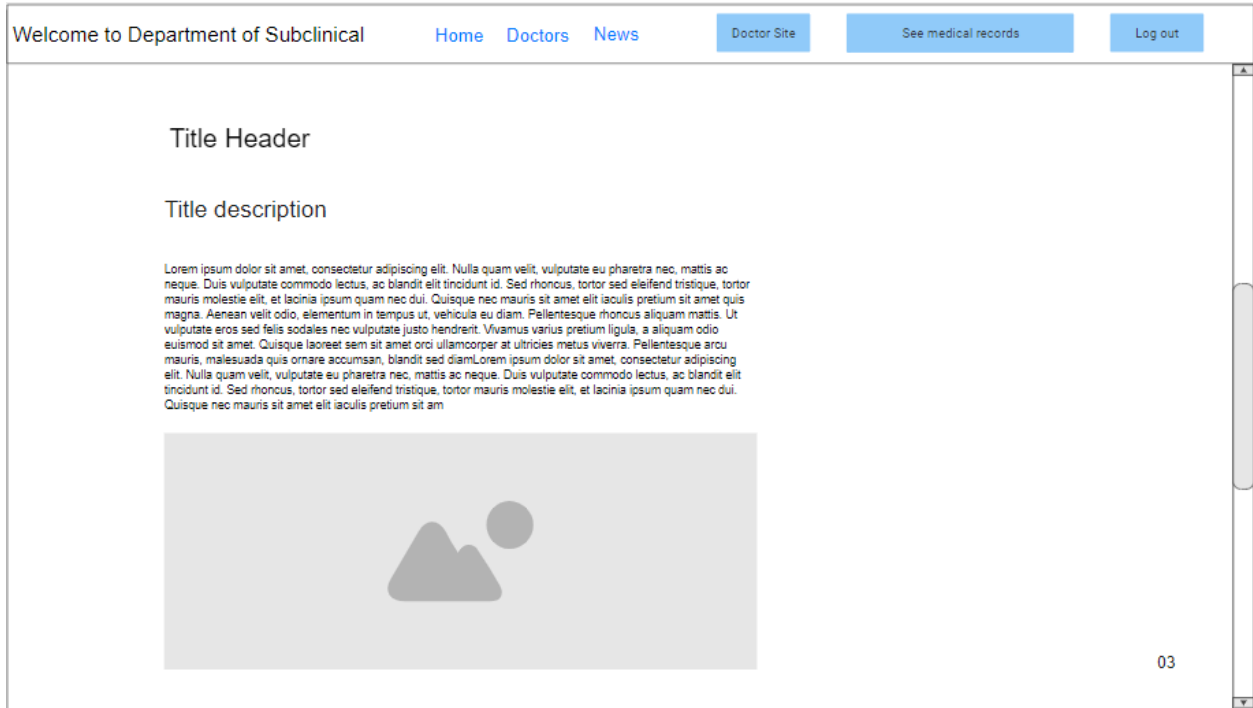 Welcome to Department of Subclinical Home Doctors News Doctor Site See medical records Log out
Title Header
Title description
Lorem ipsum dolor sit amet, consectetur adipiscing elit. Nulla quam velit, vulputate eu pharetra nec, mattis ac
neque. Duis vulputate commodo lectus, ac blandit elit tincidunt id. Sed rhoncus, tortor sed eleifend tristique, tortor
mauris molestie elit, et lacinia ipsum quam nec dui. Quisque nec mauris sit amet elit iaculis pretium sit amet quis
magna. Aenean velit odio, elementum in tempus ut, vehicula eu diam. Pellentesque rhoncus aliquam mattis. Ut
vulputate eros sed felis sodales nec vulputate justo hendrerit. Vivamus varius pretium ligula, a aliquam odio
euismod sit amet. Quisque laoreet sem sit amet orci ullamcorper at ultricies metus viverra. Pellentesque arcu
mauris, malesuada quis ornare accumsan, blandit sed diamLorem ipsum dolor sit amet, consectetur adipiscing
elit. Nulla quam velit, vulputate eu pharetra nec, mattis ac neque. Duis vulputate commodo lectus, ac blandit elit
tincidunt id. Sed rhoncus, tortor sed eleifend tristique, tortor mauris molestie elit, et lacinia ipsum quam nec dui.
Quisque nec mauris sit amet elit iaculis pretium sit am
03